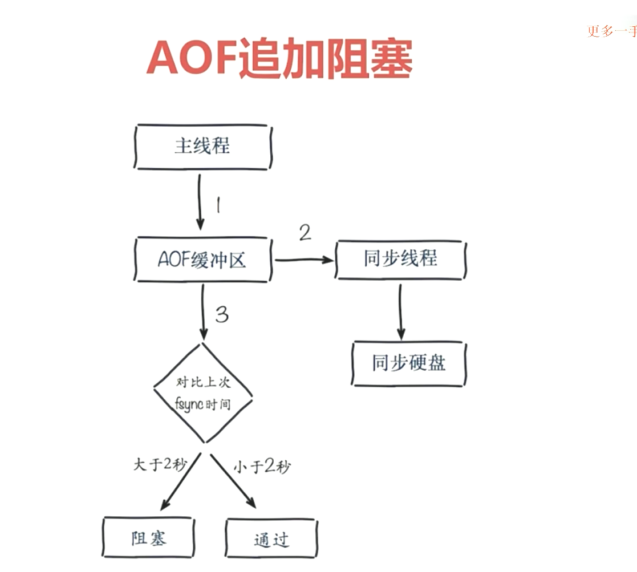 更多一手
AOF追加阻塞
主线程
1
AOF缓冲区
2
同步线程
3
同步硬盘
对比上次
fsync时间
大于2秒
小于2秒
阻塞
通过